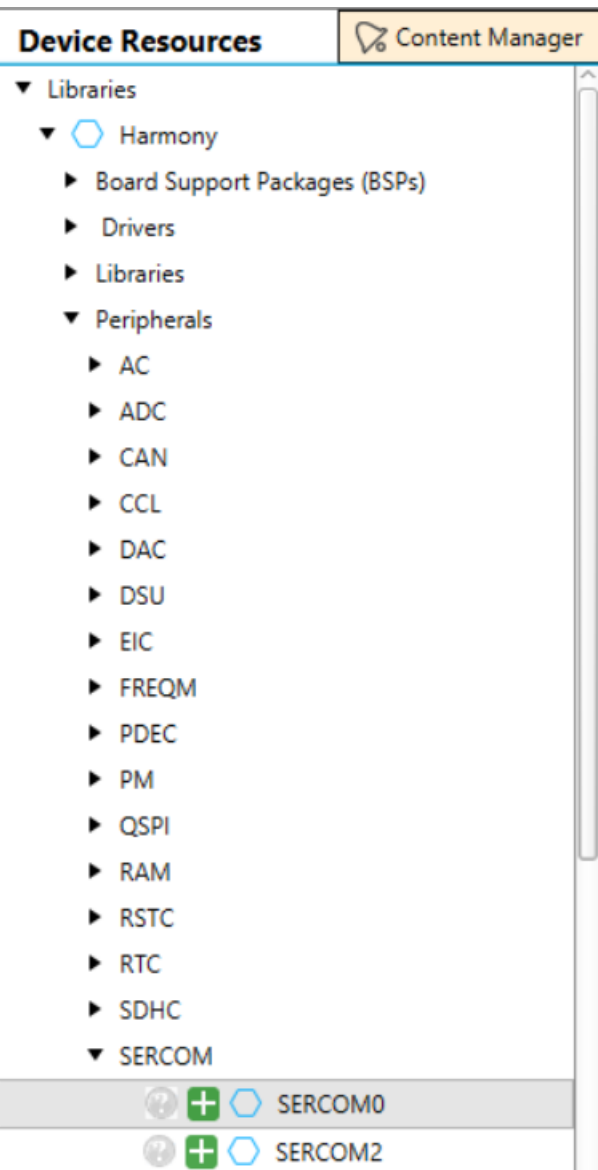 Device Resources
Content Manager
Libraries
Harmony
Board Support Packages (BSPs)
Drivers
Libraries
Peripherals
AC
ADC
CAN
CCL
DAC
DSU
EIC
FREQM
PDEC
PM
QSPI
RAM
RSTC
RTC
SDHC
SERCOM
SERCOM0
SERCOM2